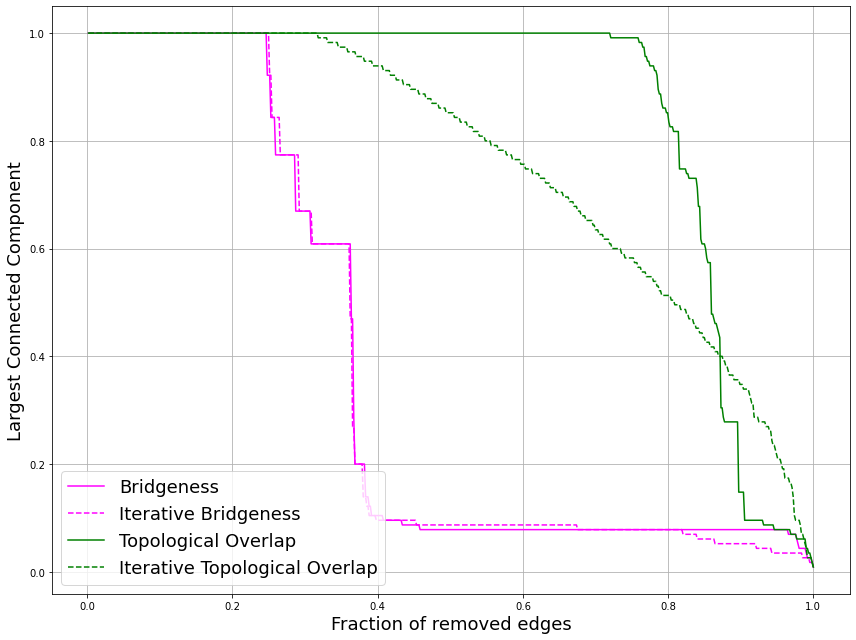 Largest Connected Component
1.0
0.8
0.6
0.4
0.2
0.0
Bridgeness
Iterative Bridgeness
Topological Overlap
Iterative Topological Overlap
0.0 0.2 0.4 0.6 0.8 1.0
Fraction of removed edges